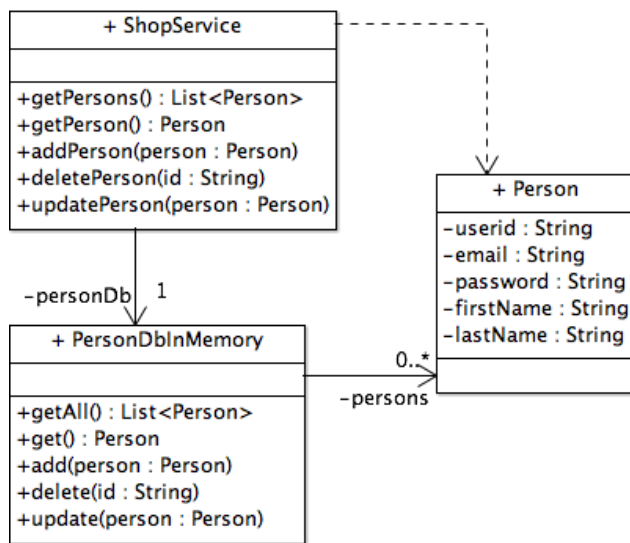 + ShopService
+getPersons() : List<Person>
+getPerson() : Person
+addPerson(person : Person)
+deletePerson(id : String)
+updatePerson(person : Person)
-personDb
1
+ PersonDbInMemory
+getAll() : List<Person>
+get() : Person
+add(person : Person)
+delete(id : String)
+update(person : Person)
0..*
-persons
+ Person
-userid : String
-email : String
-password : String
-firstName : String
-lastName : String